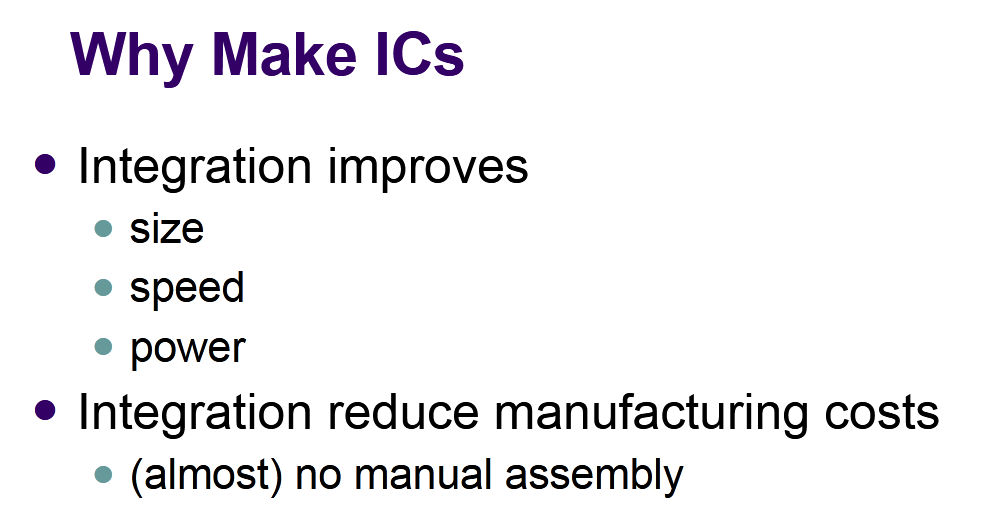 Why Make ICs
Integration improves
size
speed
power
Integration reduce manufacturing costs
(almost) no manual assembly